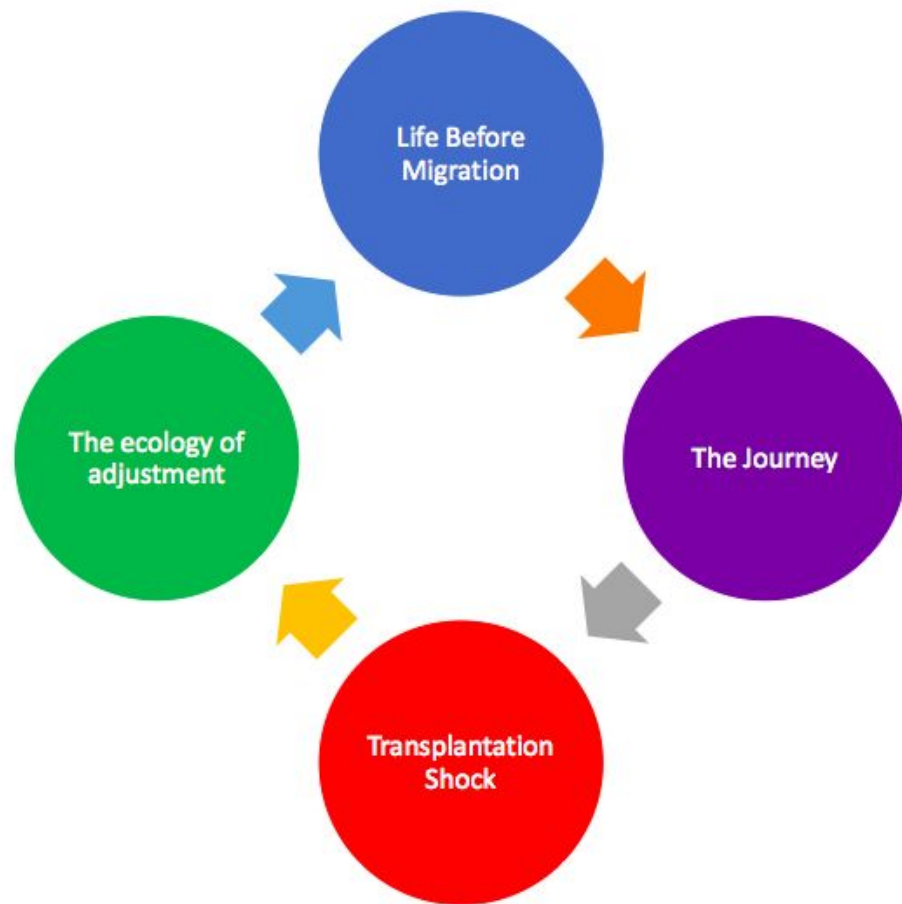 Life Before
Migration
The Journey
Transplantation
Shock
The ecology of
adjustment